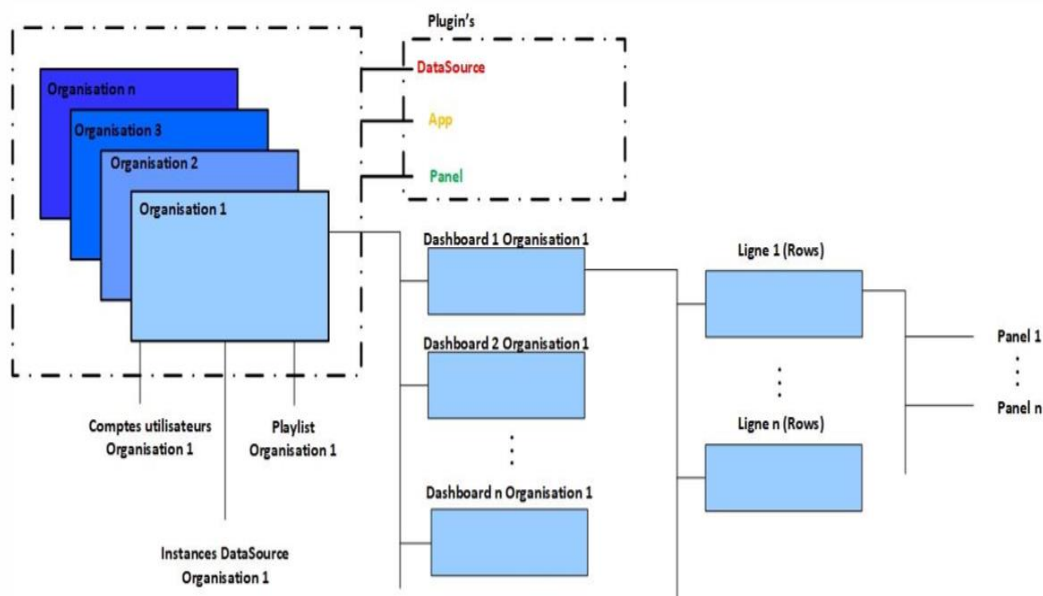 Plugin's
DataSource
App
Panel
Organisation n
Organisation 3
Organisation 2
Organisation 1
Dashboard 1 Organisation 1
Dashboard 2 Organisation 1
Dashboard n Organisation 1
Ligne 1 (Rows)
Ligne n (Rows)
Panel 1
Panel n
Comptes utilisateurs
Organisation 1
Playlist
Organisation 1
Instances DataSource
Organisation 1